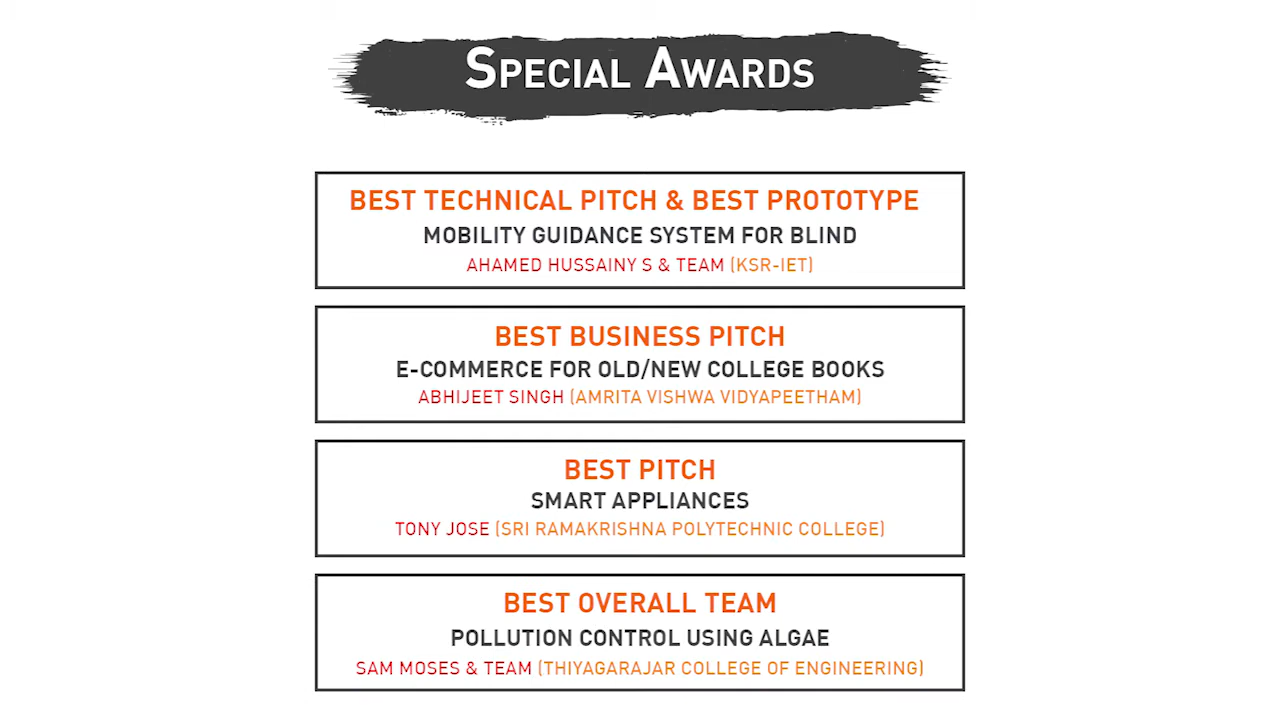 Special Awards
BEST TECHNICAL PITCH & BEST PROTOTYPE
MOBILITY GUIDANCE SYSTEM FOR BLIND
AHAMED HUSSAINY S & TEAM (KSR-IET)
BEST BUSINESS PITCH
E-COMMERCE FOR OLD/NEW COLLEGE BOOKS
ABHIJEET SINGH (AMRITA VISHWA VIDYAPEETHAM)
BEST PITCH
SMART APPLIANCES
TONY JOSE (SRI RAMAKRISHNA POLYTECHNIC COLLEGE)
BEST OVERALL TEAM
POLLUTION CONTROL USING ALGAE
SAM MOSES & TEAM (THIYAGARAJAR COLLEGE OF ENGINEERING)